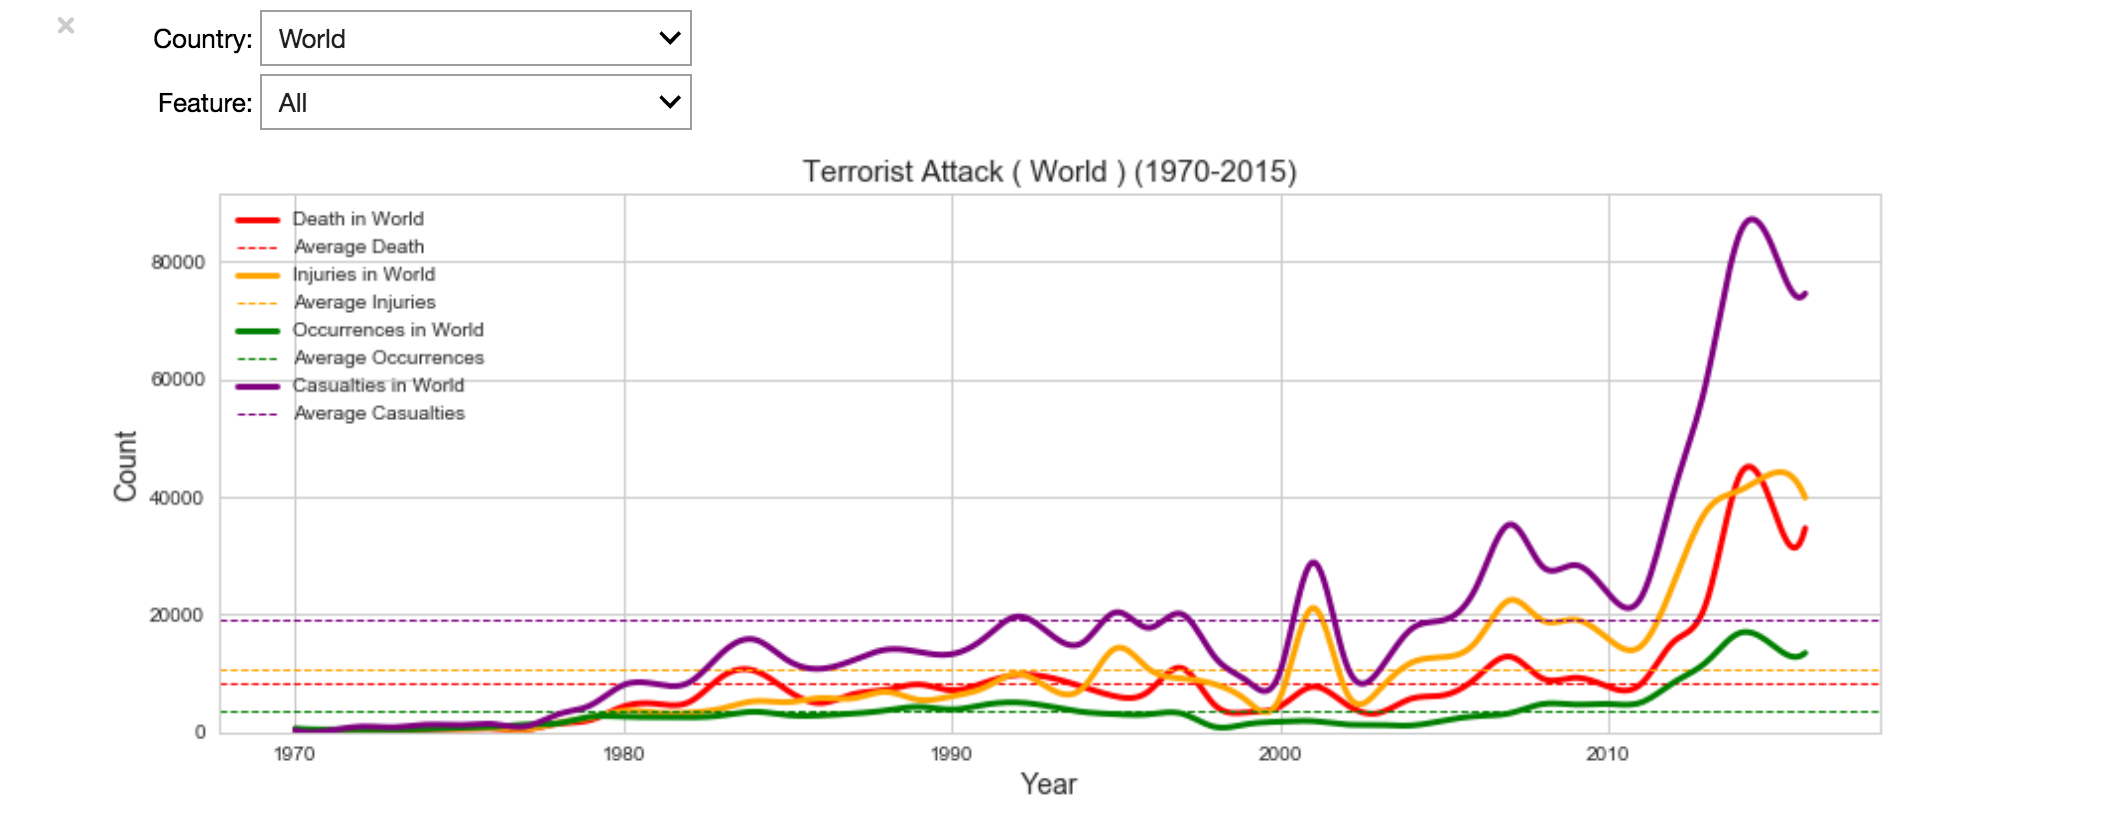 ×
Country: World
Feature: All
Terrorist Attack ( World ) (1970-2015)
Death in World
Average Death
Injuries in World
Average Injuries
Occurrences in World
Average Occurrences
Casualties in World
Average Casualties
80000
60000
40000
20000
0
Count
1970 1980 1990 2000 2010
Year